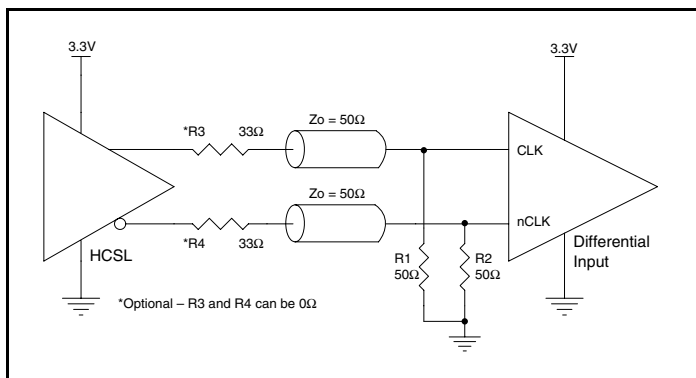 3.3V
3.3V
*R3
33Ω
Zo = 50Ω
CLK
Zo = 50Ω
*R4
33Ω
nCLK
HCSL
R1
50Ω
R2
50Ω
Differential
Input
*Optional – R3 and R4 can be 0Ω